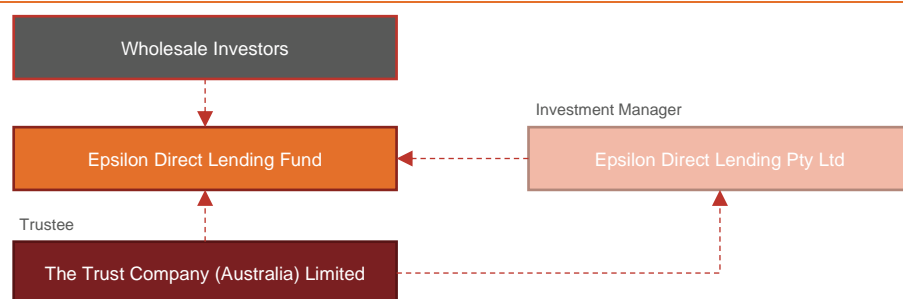 Wholesale Investors
Investment Manager
Epsilon Direct Lending Fund
Epsilon Direct Lending Pty Ltd
Trustee
The Trust Company (Australia) Limited